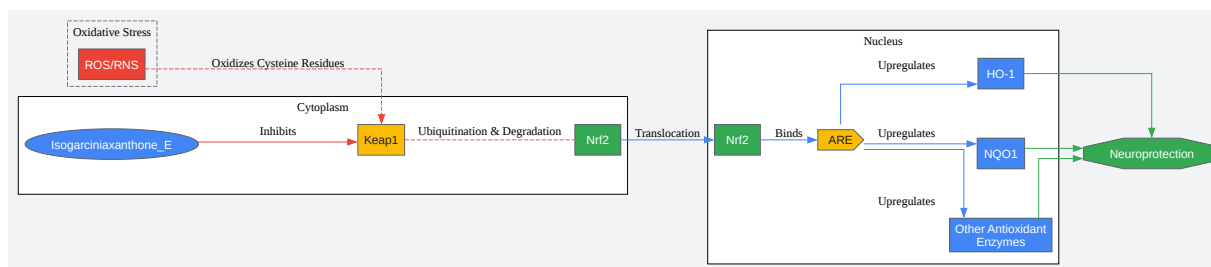 Oxidative Stress
ROS/RNS
Oxidizes Cysteine Residues
Cytoplasm
Isogarciniaxanthone_E
Inhibits
Keap1
Ubiquitination & Degradation
Nrf2
Translocation
Nucleus
Nrf2
Binds
ARE
Upregulates
HO-1
Upregulates
NQO1
Upregulates
Other Antioxidant
Enzymes
Neuroprotection